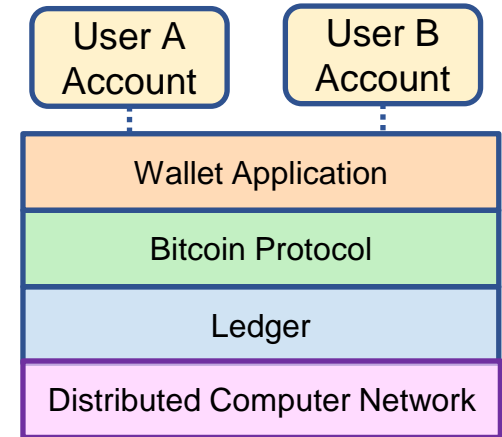 User A
Account
User B
Account
Wallet Application
Bitcoin Protocol
Ledger
Distributed Computer Network